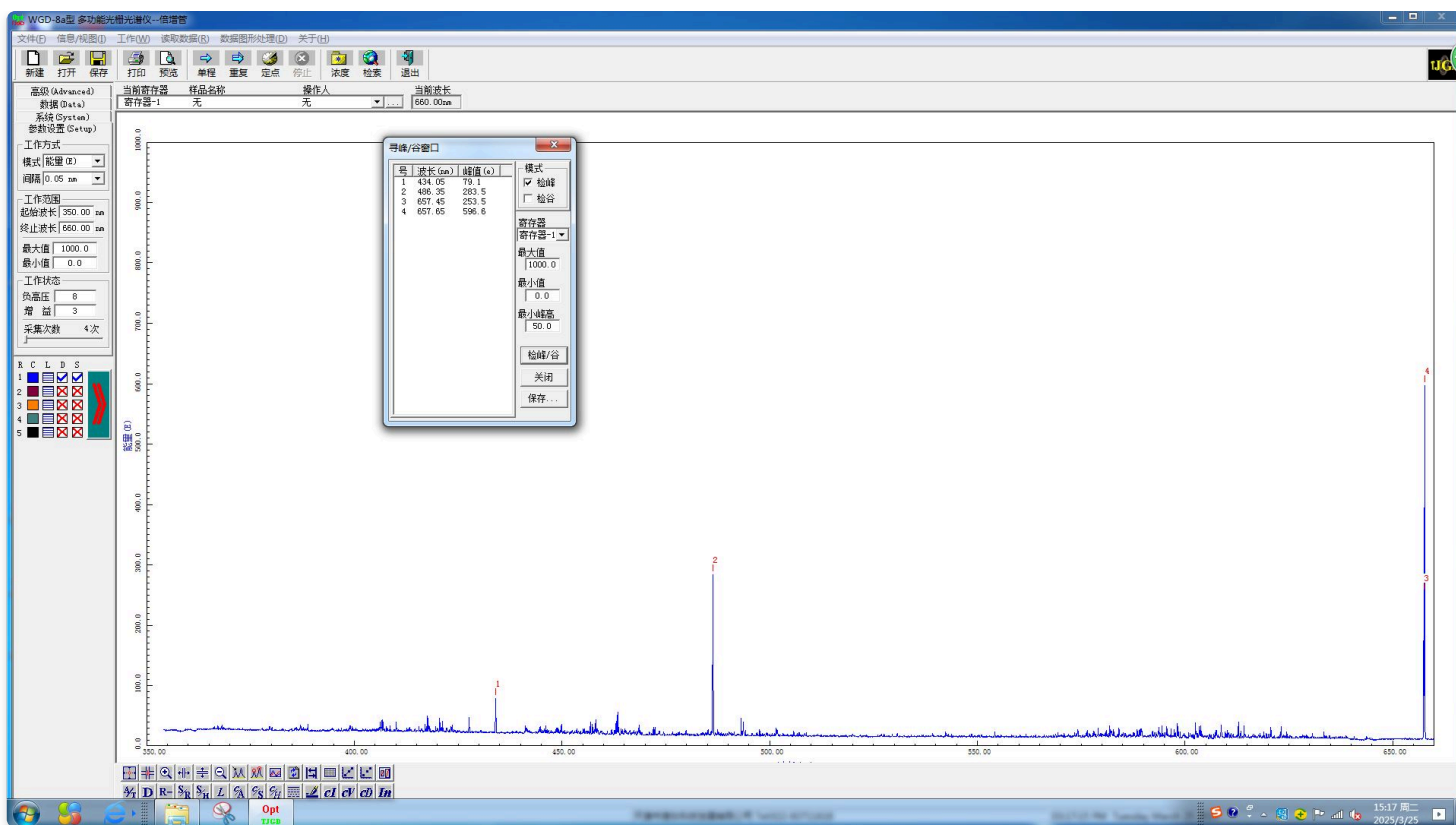 WGD-8a型 多功能光栅光谱仪--倍增管
文件(F) 信息/视图(I) 工作(W) 读取数据(R) 数据图形处理(D) 关于(H)
新建 打开 保存 打印 预览 单程 重复 定点 停止 浓度 检索 退出
高级(Advanced)
数据(Data)
系统(System)
参数设置(Setup)
当前寄存器 样品名称 操作人 当前波长
寄存器-1 无 无 ... 660.00nm
工作方式
模式 能量(E)
间隔 0.05 nm
工作范围
起始波长 350.00 nm
终止波长 660.00 nm
最大值 1000.0
最小值 0.0
工作状态
负高压 8
增 益 3
采集次数 4次
R C L D S
1
2
3
4
5
寻峰/谷窗口
号 波长(nm) 峰值(e)
1 434.05 79.1
2 486.35 283.5
3 657.45 253.5
4 657.65 596.6
模式
检峰
检谷
寄存器
寄存器-1
最大值
1000.0
最小值
0.0
最小峰高
50.0
检峰/谷
关闭
保存...
1000.0
900.0
800.0
700.0
600.0
500.0
400.0
300.0
200.0
100.0
0.0
能量(E)
1
2
3
4
350.00 400.00 450.00 500.00 550.00 600.00 650.00
D R- L cI cV cD In
Opt
TJGD
15:17 周二
2025/3/25